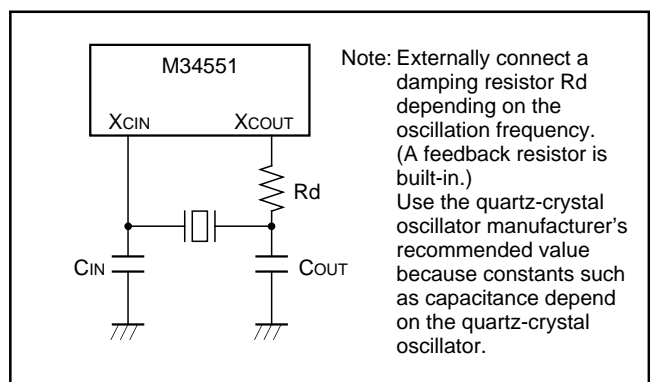 M34551
XCIN
XCOUT
Rd
CIN
COUT
Note: Externally connect a
damping resistor Rd
depending on the
oscillation frequency.
(A feedback resistor is
built-in.)
Use the quartz-crystal
oscillator manufacturer’s
recommended value
because constants such
as capacitance depend
on the quartz-crystal
oscillator.